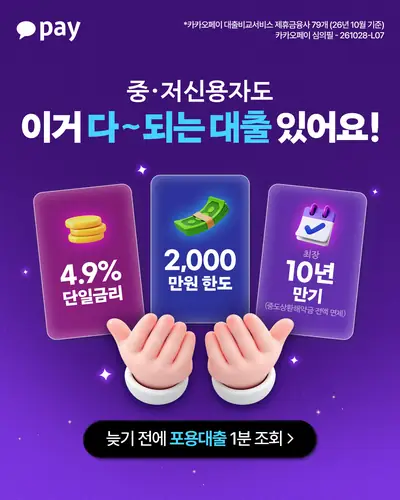 pay
*카카오페이 대출비교서비스 제휴금융사 79개 (26년 10월 기준)
카카오페이 심의필 - 261028-L07
중·저신용자도
이거 다~ 되는 대출 있어요!
4.9%
단일금리
2,000
만원 한도
최장
10년
만기
(중도상환해약금 전액 면제)
늦기 전에 포용대출 1분 조회 >